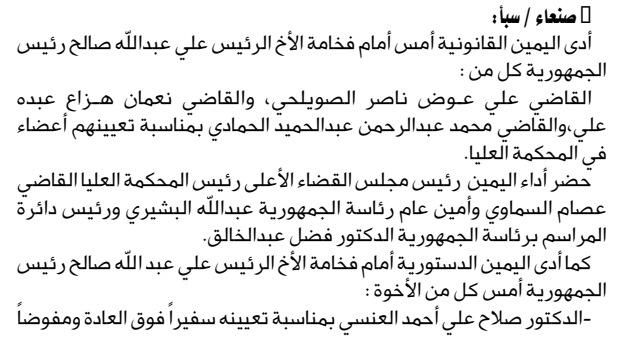 صنعاء / سبأ:
أدى اليمين القانونية أمس أمام فخامة الأخ الرئيس علي عبدالله صالح رئيس
الجمهورية كل من :
القاضي علي عـوض ناصر الصويلحي، والقاضي نعمان هـزاع عبده
علي،والقاضي محمد عبدالرحمن عبدالحميد الحمادي بمناسبة تعيينهم أعضاء
في المحكمة العليا.
حضر أداء اليمين رئيس مجلس القضاء الأعلى رئيس المحكمة العليا القاضي
عصام السماوي وأمين عام رئاسة الجمهورية عبدالله البشيري ورئيس دائرة
المراسم برئاسة الجمهورية الدكتور فضل عبدالخالق.
كما أدى اليمين الدستورية أمام فخامة الأخ الرئيس علي عبد الله صالح رئيس
الجمهورية أمس كل من الأخوة :
-الدكتور صلاح علي أحمد العنسي بمناسبة تعيينه سفيراً فوق العادة ومفوضاً